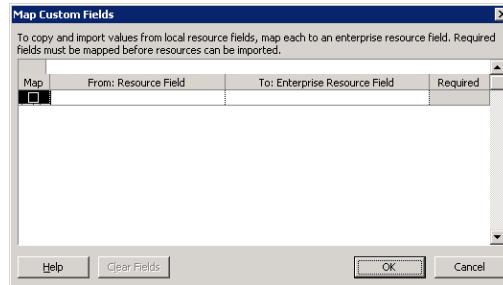 Map Custom Fields
To copy and import values from local resource fields, map each to an enterprise resource field. Required
fields must be mapped before resources can be imported.
Map From: Resource Field To: Enterprise Resource Field Required
Help Clear Fields OK Cancel